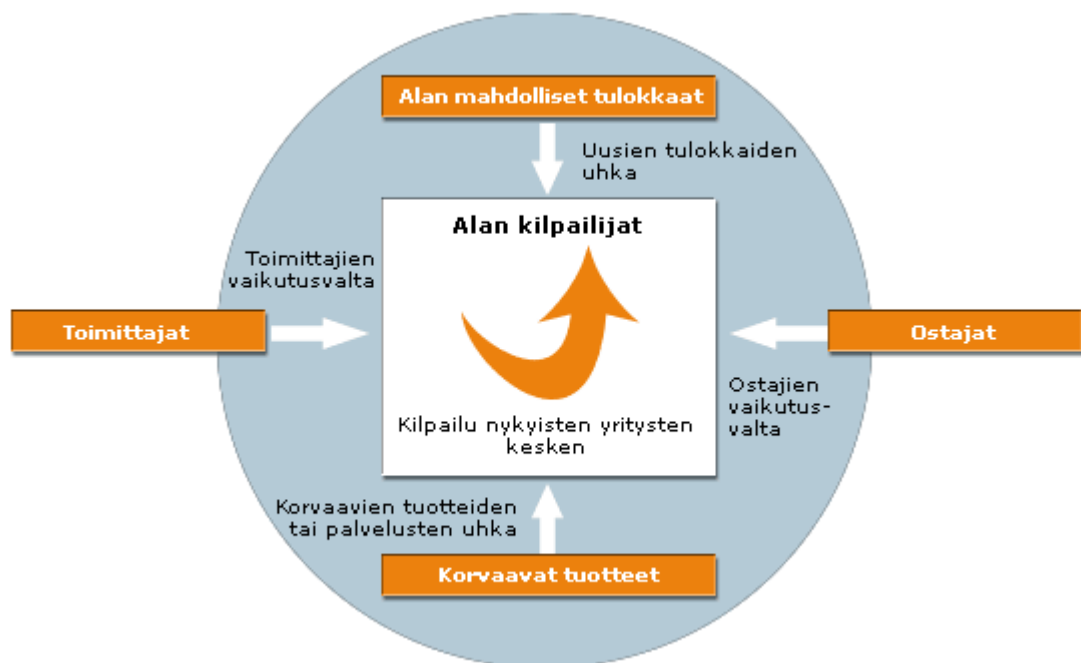 Alan mahdolliset tulokkaat
Uusien tulokkaiden
uhka
Alan kilpailijat
Toimittajien
vaikutusvalta
Toimittajat
Ostajat
Ostajien
vaikutus-
valta
Kilpailu nykyisten yritysten
kesken
Korvaavien tuotteiden
tai palvelusten uhka
Korvaavat tuotteet